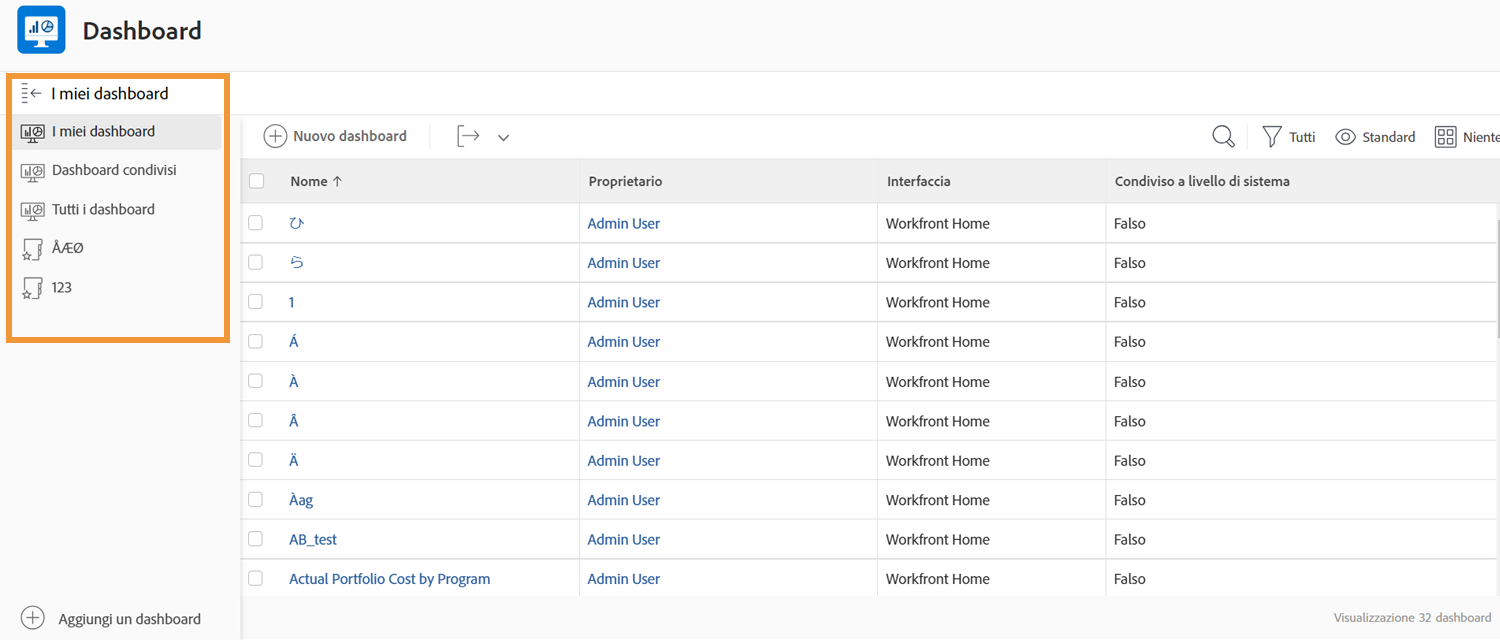 Dashboard
I miei dashboard
I miei dashboard
Dashboard condivisi
Tutti i dashboard
ÅÆØ
123
Aggiungi un dashboard
Nuovo dashboard Tutti Standard Niente
Nome ↑ Proprietario Interfaccia Condiviso a livello di sistema
ひ Admin User Workfront Home Falso
ら Admin User Workfront Home Falso
1 Admin User Workfront Home Falso
Á Admin User Workfront Home Falso
À Admin User Workfront Home Falso
Â Admin User Workfront Home Falso
Ä Admin User Workfront Home Falso
Àag Admin User Workfront Home Falso
AB_test Admin User Workfront Home Falso
Actual Portfolio Cost by Program Admin User Workfront Home Falso
Visualizzazione 32 dashboard